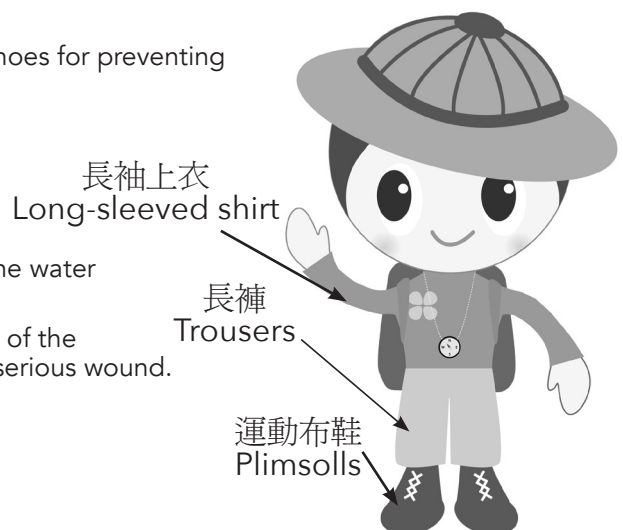 hoes for preventing
長袖上衣
Long-sleeved shirt
he water
長褲
Trousers
of the
serious wound.
運動布鞋
Plimsolls